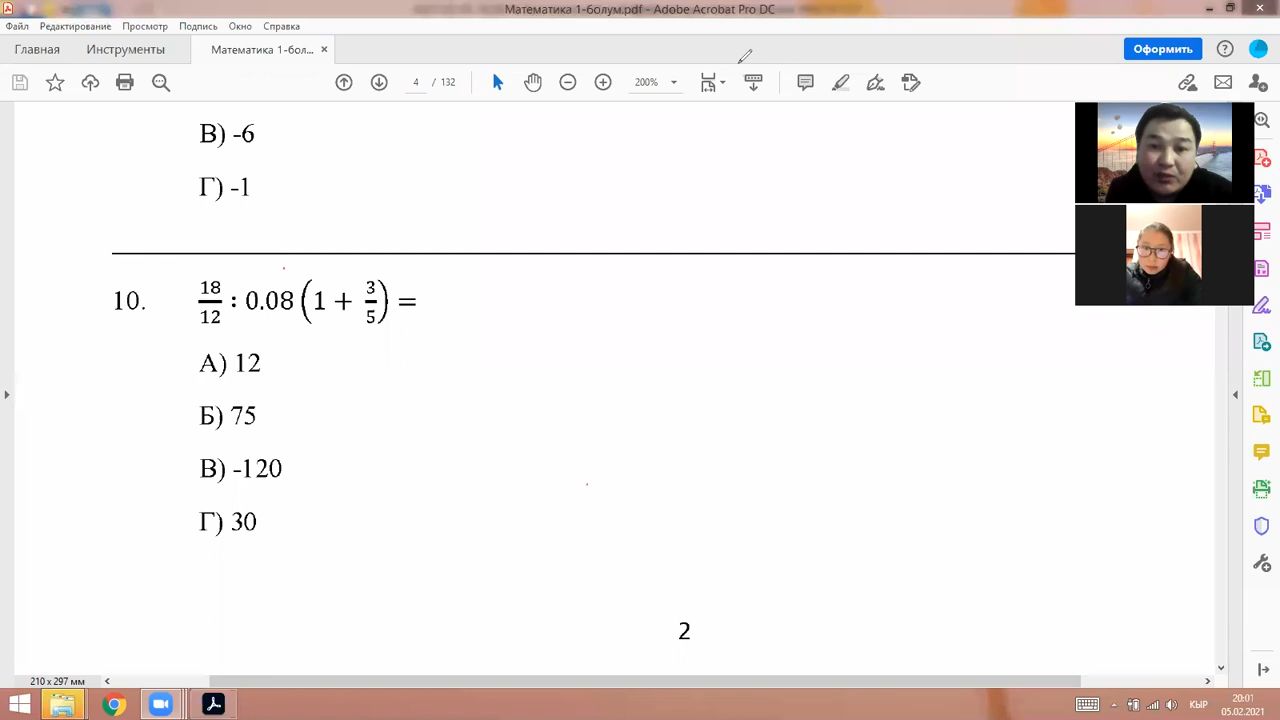 Математика 1-болум.pdf - Adobe Acrobat Pro DC
Файл Редактирование Просмотр Подпись Окно Справка
Главная Инструменты Математика 1-бол... × Оформить
4 / 132 200%
В) -6
Г) -1
10. 18/12 : 0.08 (1 + 3/5) =
А) 12
Б) 75
В) -120
Г) 30
2
210 x 297 мм
КЫР 20:01
05.02.2021